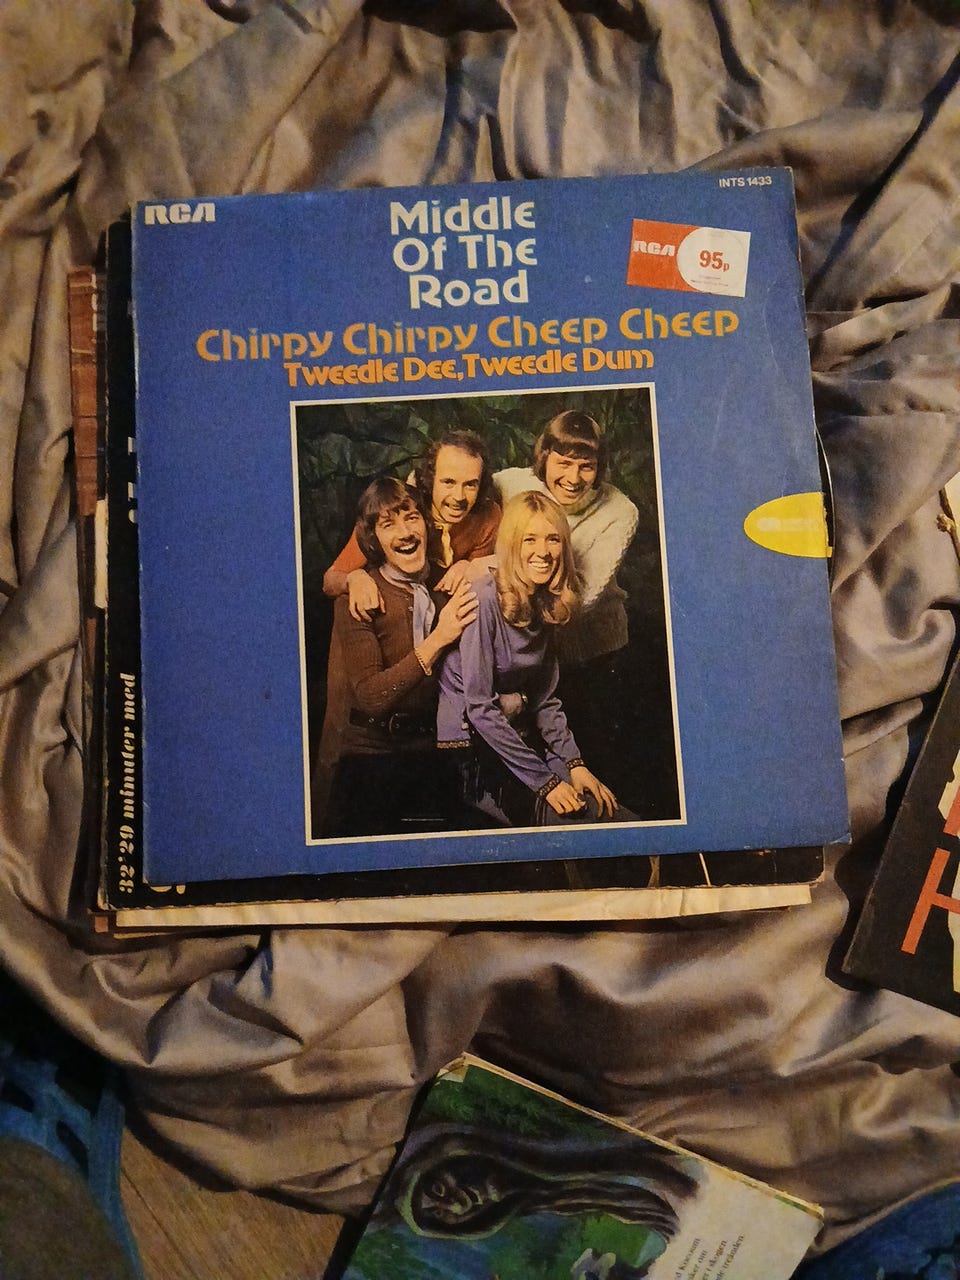 RCA
INTS 1433
Middle
Of The
Road
RCA
95p
Chirpy Chirpy Cheep Cheep
Tweedle Dee, Tweedle Dum
32'29 minuter med
H